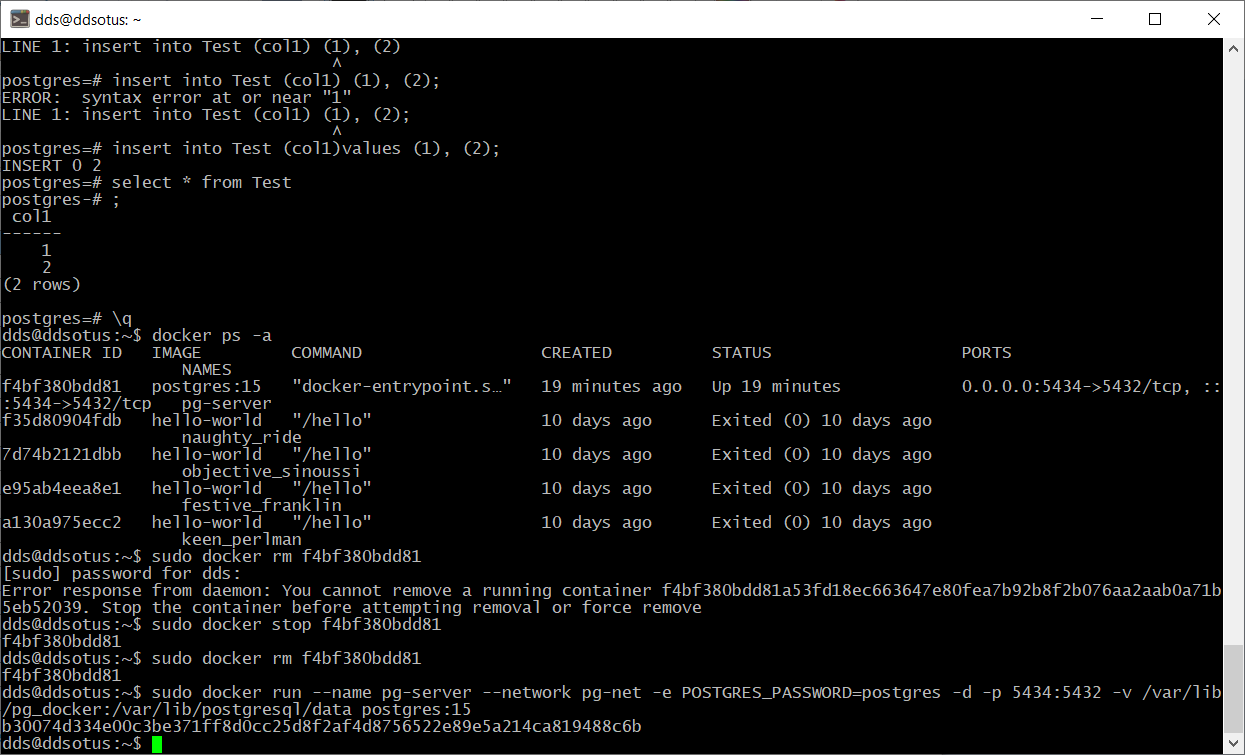 dds@ddsotus: ~
LINE 1: insert into Test (col1) (1), (2)
^
postgres=# insert into Test (col1) (1), (2);
ERROR:  syntax error at or near "1"
LINE 1: insert into Test (col1) (1), (2);
^
postgres=# insert into Test (col1)values (1), (2);
INSERT 0 2
postgres=# select * from Test
postgres-# ;
col1
------
1
2
(2 rows)
postgres=# \q
dds@ddsotus:~$ docker ps -a
CONTAINER ID   IMAGE         COMMAND                  CREATED          STATUS                   PORTS
NAMES
f4bf380bdd81   postgres:15   "docker-entrypoint.s…"   19 minutes ago   Up 19 minutes            0.0.0.0:5434->5432/tcp, ::
:5434->5432/tcp   pg-server
f35d80904fdb   hello-world   "/hello"                 10 days ago      Exited (0) 10 days ago
naughty_ride
7d74b2121dbb   hello-world   "/hello"                 10 days ago      Exited (0) 10 days ago
objective_sinoussi
e95ab4eea8e1   hello-world   "/hello"                 10 days ago      Exited (0) 10 days ago
festive_franklin
a130a975ecc2   hello-world   "/hello"                 10 days ago      Exited (0) 10 days ago
keen_perlman
dds@ddsotus:~$ sudo docker rm f4bf380bdd81
[sudo] password for dds:
Error response from daemon: You cannot remove a running container f4bf380bdd81a53fd18ec663647e80fea7b92b8f2b076aa2aab0a71b
5eb52039. Stop the container before attempting removal or force remove
dds@ddsotus:~$ sudo docker stop f4bf380bdd81
f4bf380bdd81
dds@ddsotus:~$ sudo docker rm f4bf380bdd81
f4bf380bdd81
dds@ddsotus:~$ sudo docker run --name pg-server --network pg-net -e POSTGRES_PASSWORD=postgres -d -p 5434:5432 -v /var/lib
/pg_docker:/var/lib/postgresql/data postgres:15
b30074d334e00c3be371ff8d0cc25d8f2af4d8756522e89e5a214ca819488c6b
dds@ddsotus:~$